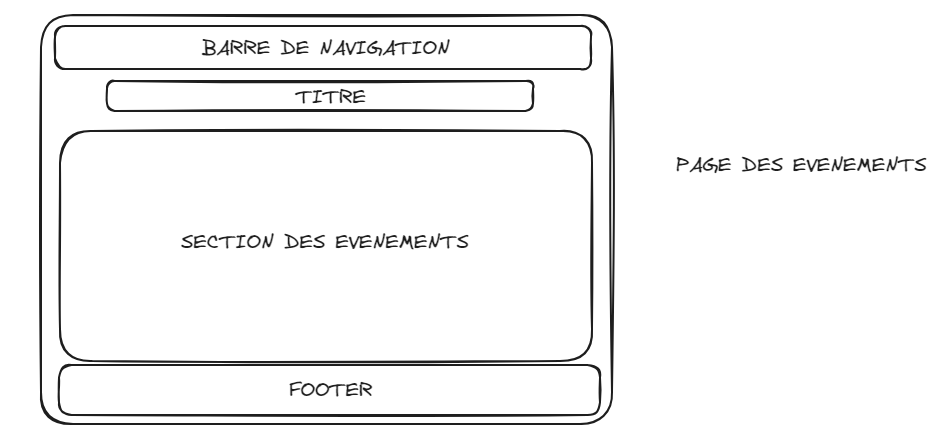 BARRE DE NAVIGATION
TITRE
PAGE DES EVENEMENTS
SECTION DES EVENEMENTS
FOOTER